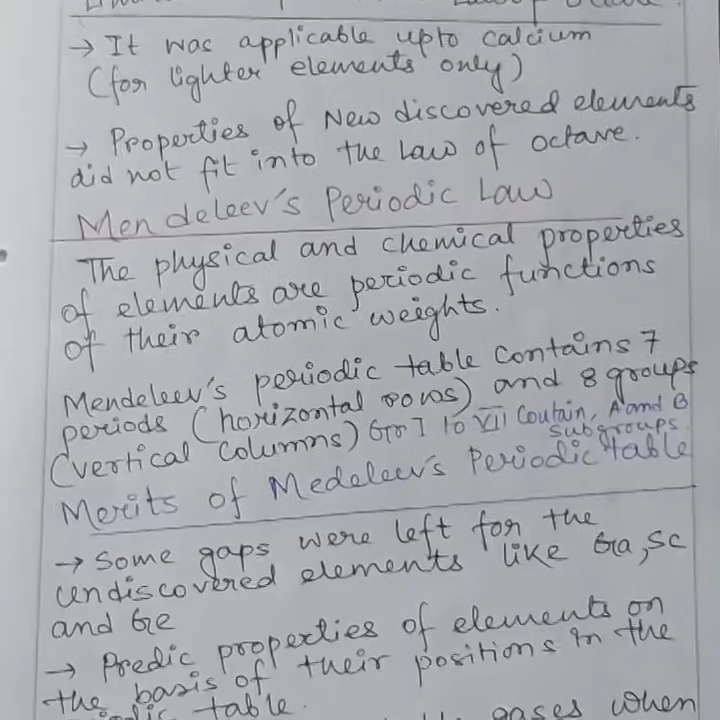 → It was applicable upto calcium
(for lighter elements only)
→ Properties of New discovered elements
did not fit into the Law of octave.
Mendeleev's Periodic Law
The physical and chemical properties
of elements are periodic functions
of their atomic weights.
Mendeleev's periodic table contains 7
periods (horizontal rows) and 8 groups
(vertical columns) Gr I to VII Contain, A and B
subgroups
Merits of Medeleev's Periodic table
→ Some gaps were left for the
undiscovered elements like Ga, Sc
and Ge
→ Predic properties of elements on
the basis of their positions in the
table.
gases when